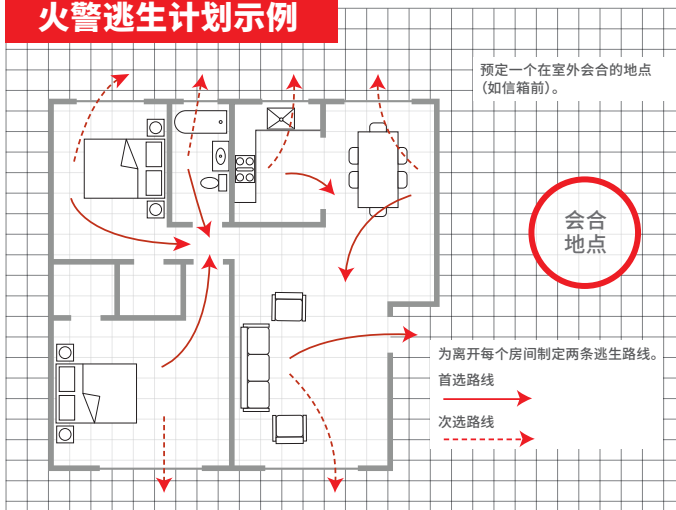 火警逃生计划示例
预定一个在室外会合的地点
（如信箱前）。
会合
地点
为离开每个房间制定两条逃生路线。
首选路线
次选路线